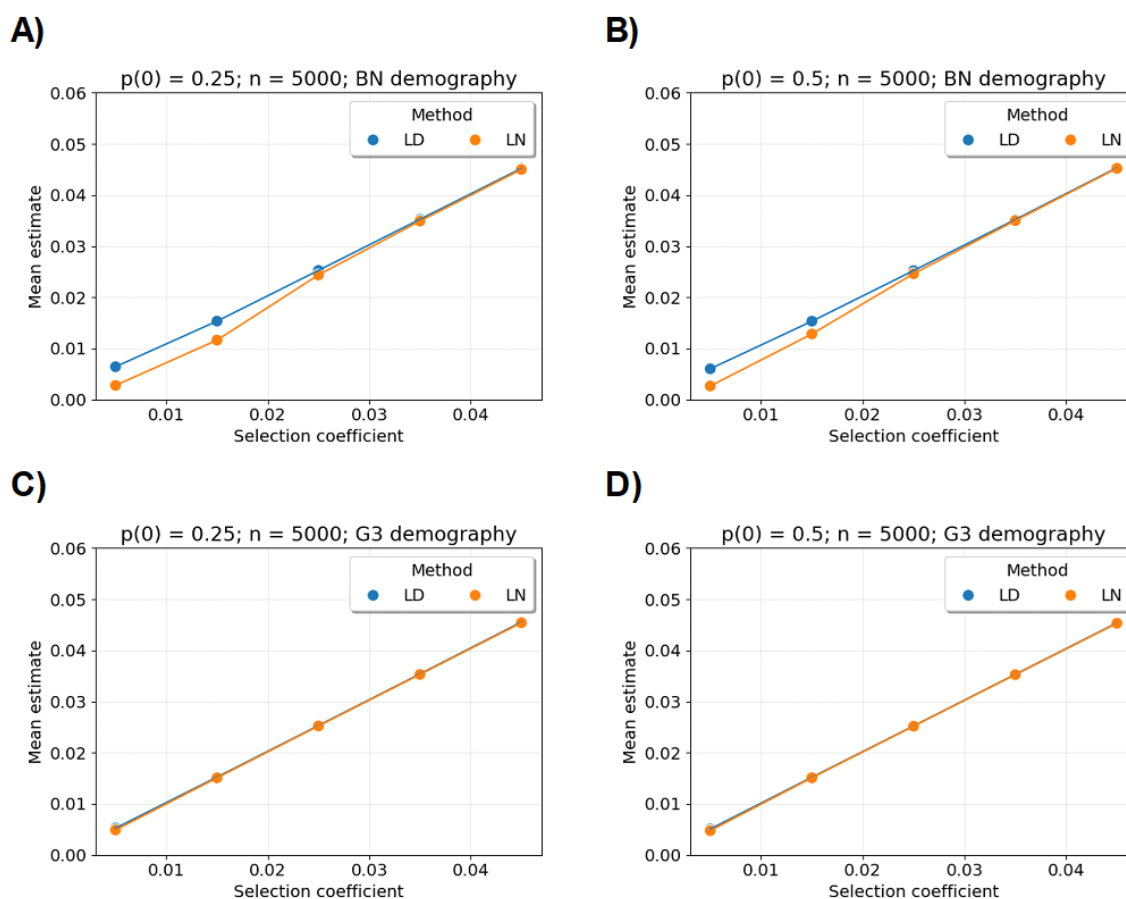 A)
p(0) = 0.25; n = 5000; BN demography
Method
LD LN
0.06
0.05
0.04
0.03
0.02
0.01
0.00
Mean estimate
0.01 0.02 0.03 0.04
Selection coefficient
B)
p(0) = 0.5; n = 5000; BN demography
Method
LD LN
0.06
0.05
0.04
0.03
0.02
0.01
0.00
Mean estimate
0.01 0.02 0.03 0.04
Selection coefficient
C)
p(0) = 0.25; n = 5000; G3 demography
Method
LD LN
0.06
0.05
0.04
0.03
0.02
0.01
0.00
Mean estimate
0.01 0.02 0.03 0.04
Selection coefficient
D)
p(0) = 0.5; n = 5000; G3 demography
Method
LD LN
0.06
0.05
0.04
0.03
0.02
0.01
0.00
Mean estimate
0.01 0.02 0.03 0.04
Selection coefficient